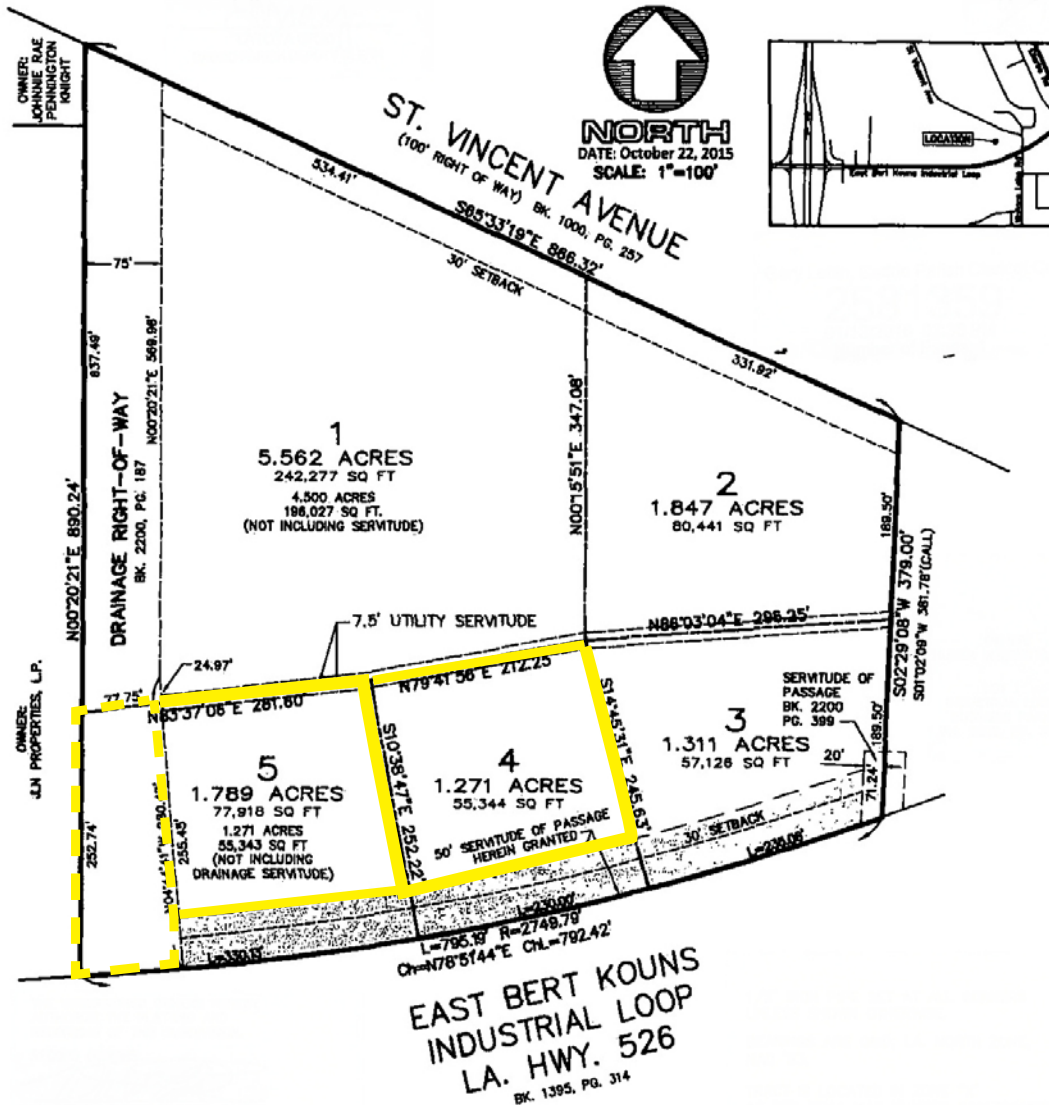 OWNER:
JOHNNIE RAE
PENNINGTON
KNIGHT
NORTH
DATE: October 22, 2015
SCALE: 1"=100'
LOCATION
East Bert Kouns Industrial Loop
ST. VINCENT AVENUE
(100' RIGHT OF WAY) BK. 1000, PG. 257
534.41'
S65°33'19"E 866.32'
30' SETBACK
331.92'
75'
837.49'
N00°20'21"E 569.96'
DRAINAGE RIGHT-OF-WAY
BK. 2200, PG. 187
N00°20'21"E 890.24'
1
5.562 ACRES
242,277 SQ FT
4.500 ACRES
196,027 SQ FT.
(NOT INCLUDING SERVITUDE)
N00°15'51"E 347.08'
2
1.847 ACRES
80,441 SQ FT
189.50'
S02°29'08"W 379.00'
S01°02'09"W 381.78'(CALL)
7.5' UTILITY SERVITUDE
N86°03'04"E 296.25'
24.97'
77.75'
N83°37'06"E 281.60'
N79°41'56"E 212.25'
OWNER:
JLN PROPERTIES, L.P.
252.74'
255.45'
5
1.789 ACRES
77,918 SQ FT
1.271 ACRES
55,343 SQ FT
(NOT INCLUDING
DRAINAGE SERVITUDE)
S10°38'47"E 252.22'
4
1.271 ACRES
55,344 SQ FT
50' SERVITUDE OF PASSAGE
HEREIN GRANTED
S14°45'31"E 245.63'
3
1.311 ACRES
57,126 SQ FT
SERVITUDE OF
PASSAGE
BK. 2200
PG. 399
20'
71.24'
189.50'
30' SETBACK
L=235.06'
L=230.00'
L=330.13'
L=795.19' R=2749.79'
Ch=N78°51'44"E ChL=792.42'
EAST BERT KOUNS
INDUSTRIAL LOOP
LA. HWY. 526
BK. 1395, PG. 314